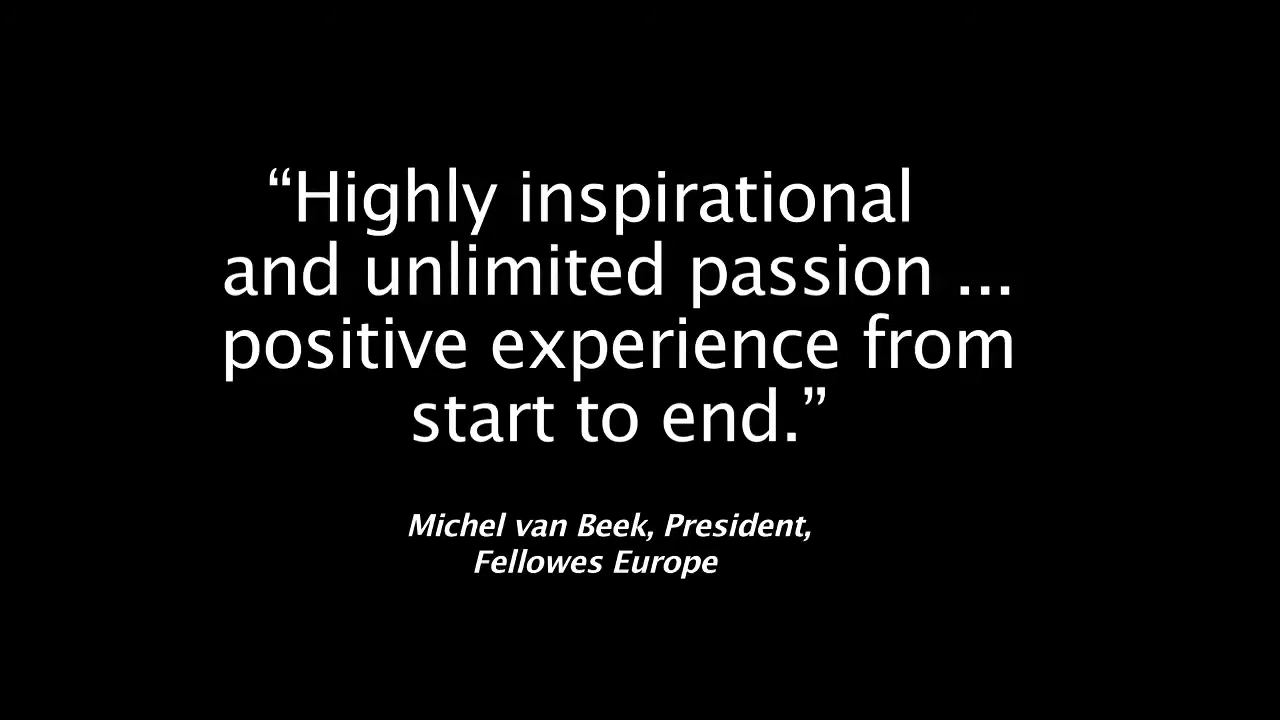 “Highly inspirational
and unlimited passion ...
positive experience from
start to end.”
Michel van Beek, President,
Fellowes Europe